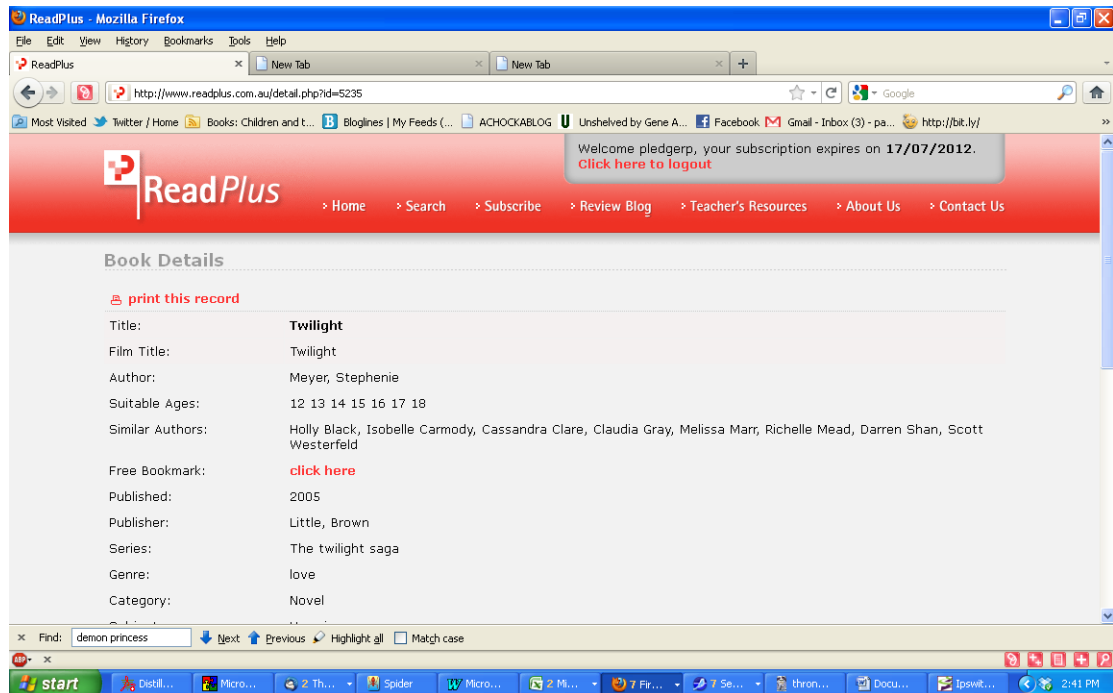 ReadPlus - Mozilla Firefox
File Edit View History Bookmarks Tools Help
ReadPlus × New Tab × New Tab × +
http://www.readplus.com.au/detail.php?id=5235 Google
Most Visited Twitter / Home Books: Children and t... Bloglines | My Feeds (... ACHOCKABLOG Unshelved by Gene A... Facebook Gmail - Inbox (3) - pa... http://bit.ly/ »
Welcome pledgerp, your subscription expires on 17/07/2012.
Click here to logout
ReadPlus
> Home > Search > Subscribe > Review Blog > Teacher's Resources > About Us > Contact Us
Book Details
print this record
Title: Twilight
Film Title: Twilight
Author: Meyer, Stephenie
Suitable Ages: 12 13 14 15 16 17 18
Similar Authors: Holly Black, Isobelle Carmody, Cassandra Clare, Claudia Gray, Melissa Marr, Richelle Mead, Darren Shan, Scott
Westerfeld
Free Bookmark: click here
Published: 2005
Publisher: Little, Brown
Series: The twilight saga
Genre: love
Category: Novel
× Find: demon princess Next Previous Highlight all Match case
ABP ×
start Distill... Micro... 2 Th... Spider Micro... 2 Mi... 7 Fir... 7 Se... thron... Docu... Ipswit... 2:41 PM